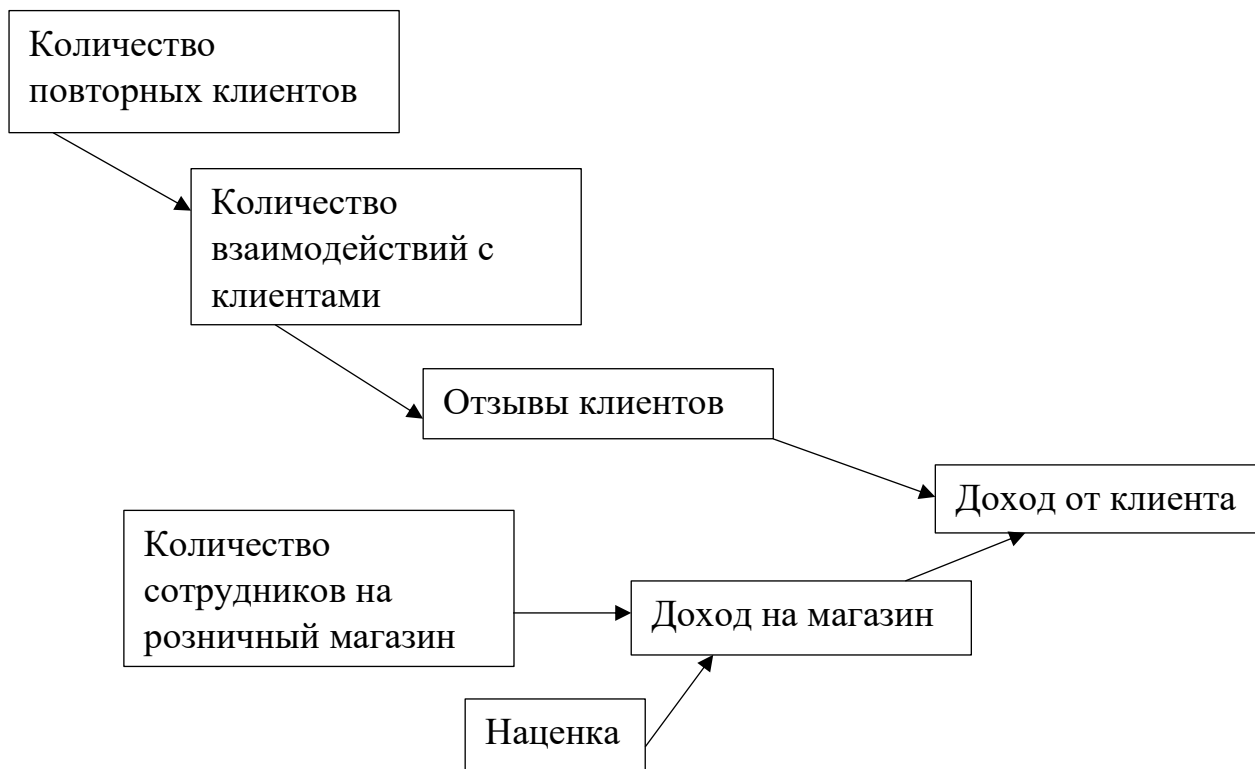 Количество
повторных клиентов
Количество
взаимодействий с
клиентами
Отзывы клиентов
Доход от клиента
Количество
сотрудников на
розничный магазин
Доход на магазин
Наценка